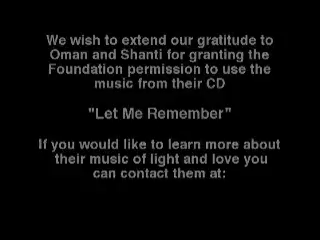 We wish to extend our gratitude to
Oman and Shanti for granting the
Foundation permission to use the
music from their CD
"Let Me Remember"
If you would like to learn more about
their music of light and love you
can contact them at: